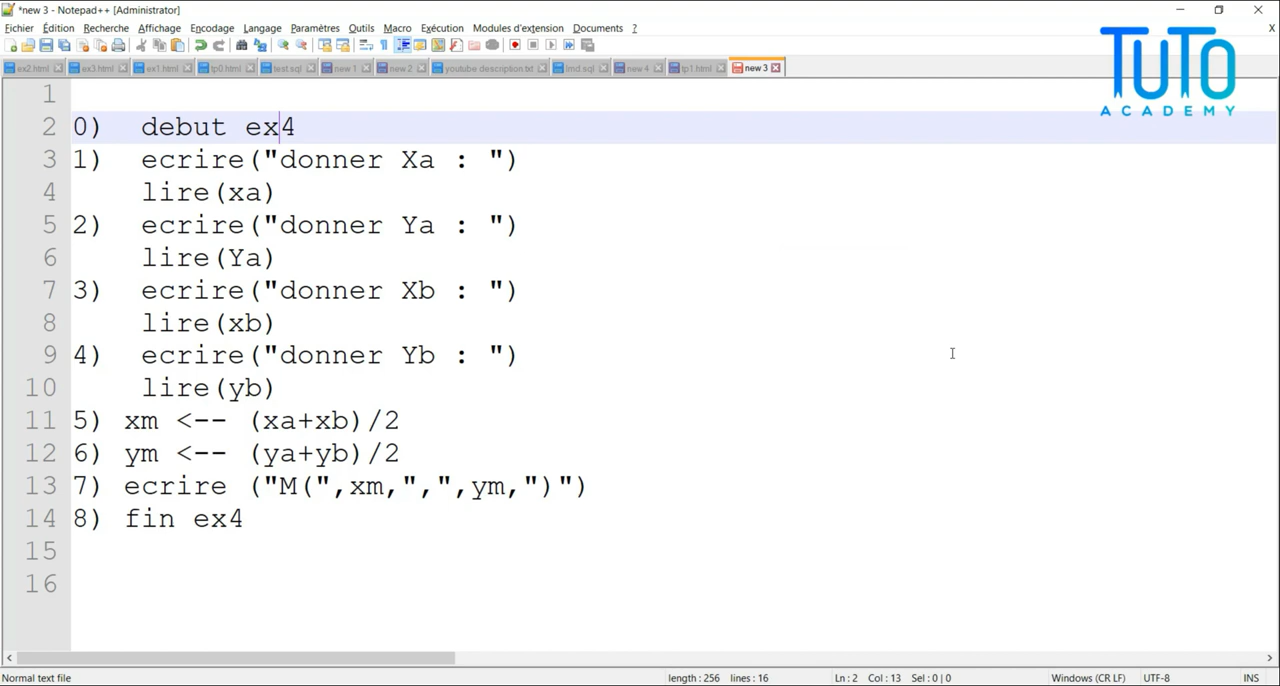 *new 3 - Notepad++ [Administrator]
Fichier Édition Recherche Affichage Encodage Langage Paramètres Outils Macro Exécution Modules d'extension Documents ? X
ex2.html ex3.html ex1.html tp0.html test.sql new 1 new 2 youtube description.txt lmd.sql new 4 tp1.html new 3
TUTO
ACADEMY
1
2 0) debut ex4
3 1) ecrire("donner Xa : ")
4 lire(xa)
5 2) ecrire("donner Ya : ")
6 lire(Ya)
7 3) ecrire("donner Xb : ")
8 lire(xb)
9 4) ecrire("donner Yb : ")
10 lire(yb)
11 5) xm <-- (xa+xb)/2
12 6) ym <-- (ya+yb)/2
13 7) ecrire ("M(",xm,",",ym,")")
14 8) fin ex4
15
16
Normal text file length : 256 lines : 16 Ln : 2 Col : 13 Sel : 0 | 0 Windows (CR LF) UTF-8 INS